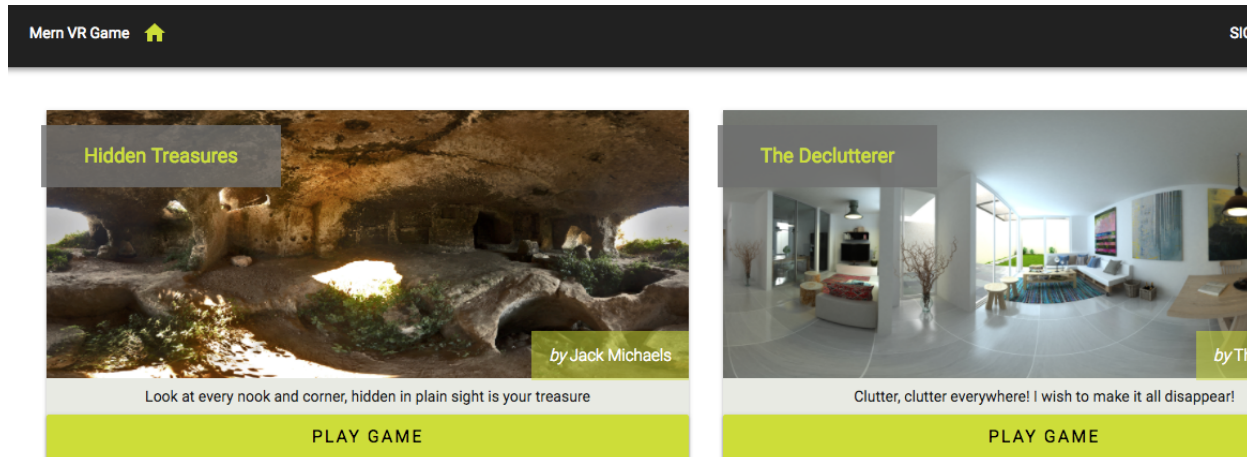 Mern VR Game
Hidden Treasures
by Jack Michaels
Look at every nook and corner, hidden in plain sight is your treasure
PLAY GAME
The Declutterer
by
Clutter, clutter everywhere! I wish to make it all disappear!
PLAY GAME